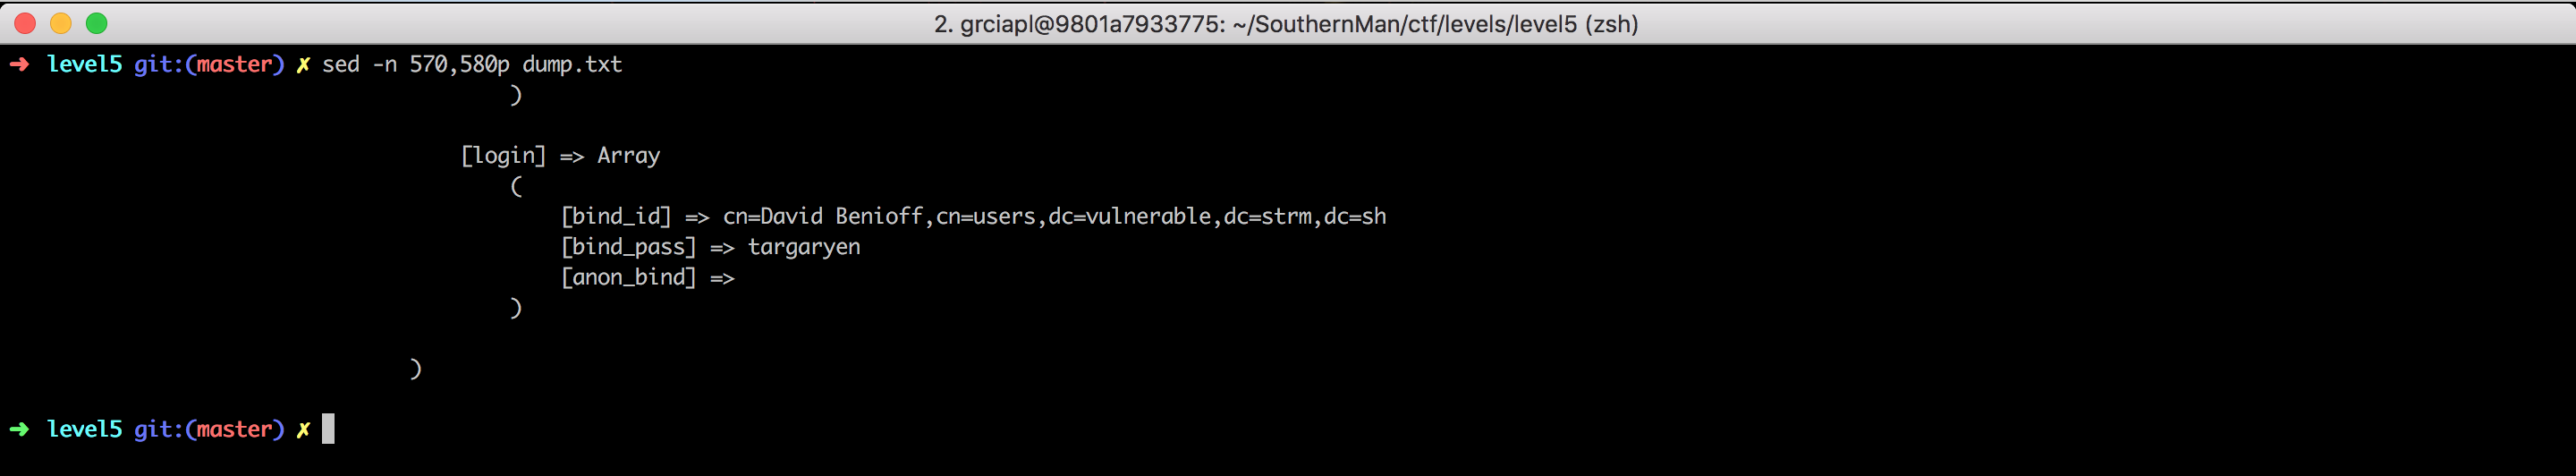 2. grciapl@9801a7933775: ~/SouthernMan/ctf/levels/level5 (zsh)
➜ level5 git:(master) ✗ sed -n 570,580p dump.txt
)
[login] => Array
(
[bind_id] => cn=David Benioff,cn=users,dc=vulnerable,dc=strm,dc=sh
[bind_pass] => targaryen
[anon_bind] =>
)
)
➜ level5 git:(master) ✗